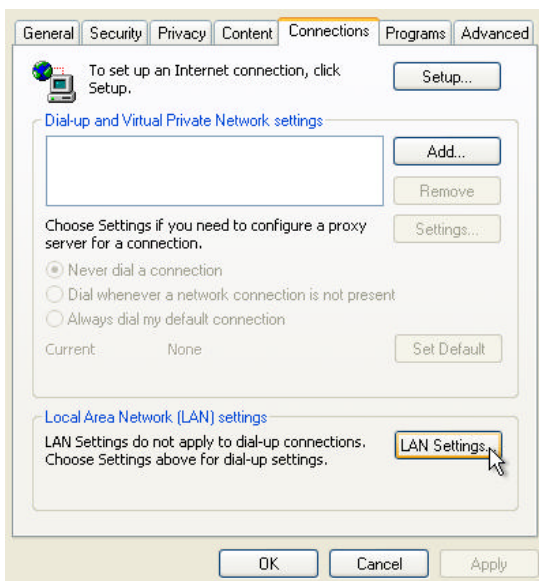 General Security Privacy Content Connections Programs Advanced
To set up an Internet connection, click
Setup.
Setup...
Dial-up and Virtual Private Network settings
Add...
Remove
Choose Settings if you need to configure a proxy
server for a connection.
Settings...
Never dial a connection
Dial whenever a network connection is not present
Always dial my default connection
Current None
Set Default
Local Area Network (LAN) settings
LAN Settings do not apply to dial-up connections.
Choose Settings above for dial-up settings.
LAN Settings...
OK Cancel Apply